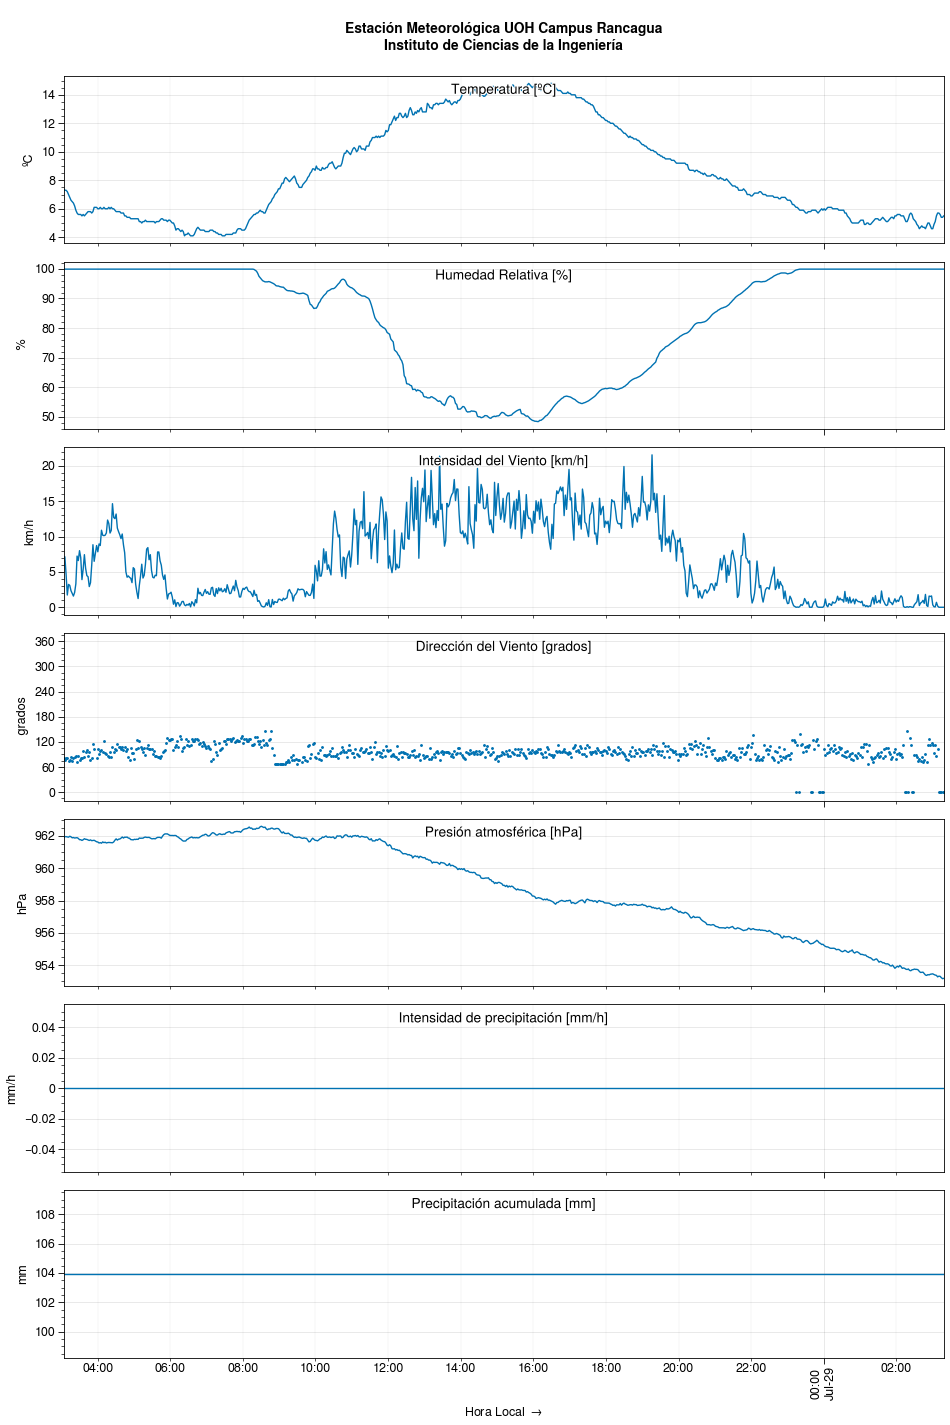 Estación Meteorológica UOH Campus Rancagua
Instituto de Ciencias de la Ingeniería
Temperatura [ºC]
14
12
10
8
6
4
ºC
Humedad Relativa [%]
100
90
80
70
60
50
%
Intensidad del Viento [km/h]
20
15
10
5
0
km/h
Dirección del Viento [grados]
360
300
240
180
120
60
0
grados
Presión atmosférica [hPa]
962
960
958
956
954
hPa
Intensidad de precipitación [mm/h]
0.04
0.02
0
−0.02
−0.04
mm/h
Precipitación acumulada [mm]
108
106
104
102
100
mm
04:00 06:00 08:00 10:00 12:00 14:00 16:00 18:00 20:00 22:00 00:00 02:00
Jul-29
Hora Local →